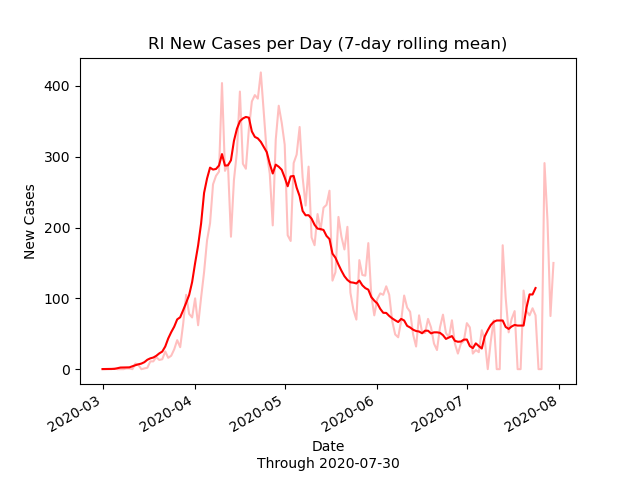 RI New Cases per Day (7-day rolling mean)
400
300
200
100
0
New Cases
2020-03
2020-04
2020-05
2020-06
2020-07
2020-08
Date
Through 2020-07-30